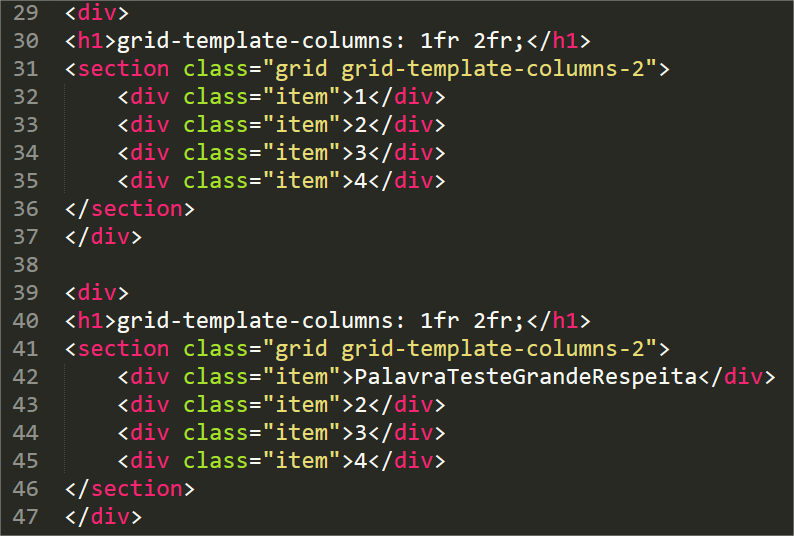 29 <div>
30 <h1>grid-template-columns: 1fr 2fr;</h1>
31 <section class="grid grid-template-columns-2">
32     <div class="item">1</div>
33     <div class="item">2</div>
34     <div class="item">3</div>
35     <div class="item">4</div>
36 </section>
37 </div>
38
39 <div>
40 <h1>grid-template-columns: 1fr 2fr;</h1>
41 <section class="grid grid-template-columns-2">
42     <div class="item">PalavraTesteGrandeRespeita</div>
43     <div class="item">2</div>
44     <div class="item">3</div>
45     <div class="item">4</div>
46 </section>
47 </div>